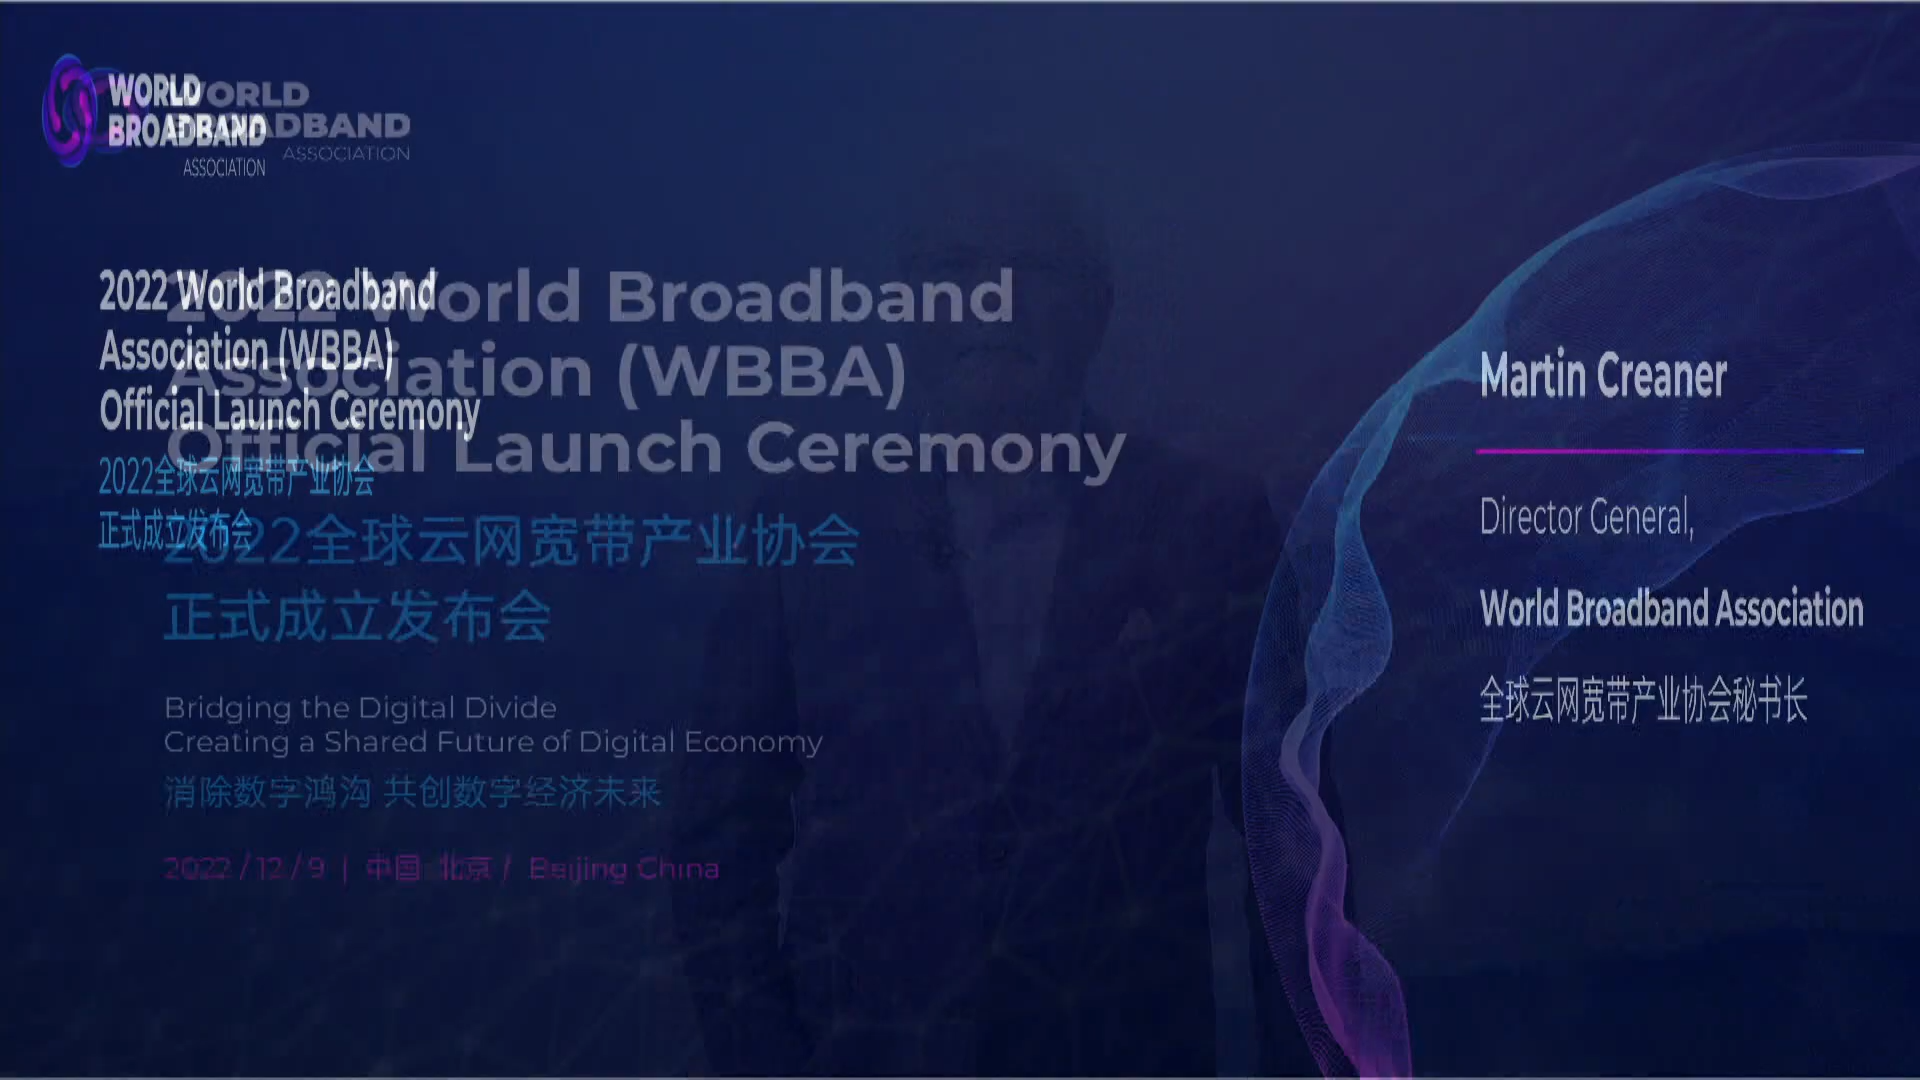 WORLD
BROADBAND
ASSOCIATION
WORLD
BROADBAND
ASSOCIATION
2022 World Broadband
Association (WBBA)
Official Launch Ceremony
2022全球云网宽带产业协会
正式成立发布会
2022 World Broadband
Association (WBBA)
Official Launch Ceremony
2022全球云网宽带产业协会
正式成立发布会
Bridging the Digital Divide
Creating a Shared Future of Digital Economy
消除数字鸿沟 共创数字经济未来
2022 / 12 / 9 | 中国 北京 / Beijing China
Martin Creaner
Director General,
World Broadband Association
全球云网宽带产业协会秘书长